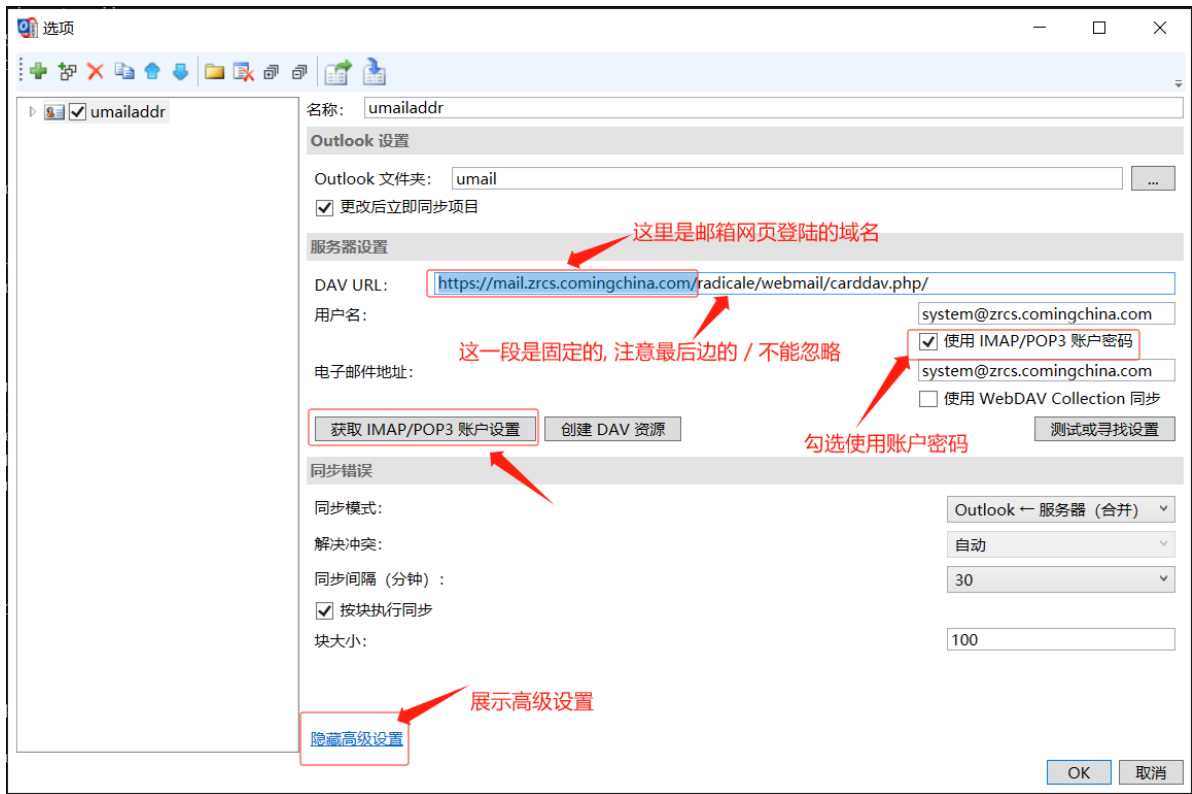 选项
umailaddr
名称: umailaddr
Outlook 设置
Outlook 文件夹: umail ...
更改后立即同步项目
这里是邮箱网页登陆的域名
服务器设置
DAV URL: https://mail.zrcs.comingchina.com/radicale/webmail/carddav.php/
用户名: system@zrcs.comingchina.com
使用 IMAP/POP3 账户密码
这一段是固定的, 注意最后边的 / 不能忽略
电子邮件地址: system@zrcs.comingchina.com
使用 WebDAV Collection 同步
获取 IMAP/POP3 账户设置 创建 DAV 资源 测试或寻找设置
勾选使用账户密码
同步错误
同步模式: Outlook ← 服务器 (合并)
解决冲突: 自动
同步间隔 (分钟) : 30
按块执行同步
块大小: 100
展示高级设置
隐藏高级设置
OK 取消